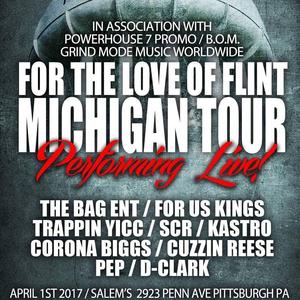 IN ASSOCIATION WITH
POWERHOUSE 7 PROMO / B.O.M.
GRIND MODE MUSIC WORLDWIDE
FOR THE LOVE OF FLINT
MICHIGAN TOUR
Performing Live!
THE BAG ENT / FOR US KINGS
TRAPPIN YICC / SCR / KASTRO
CORONA BIGGS / CUZZIN REESE
PEP / D-CLARK
APRIL 1ST 2017 / SALEM'S 2923 PENN AVE PITTSBURGH PA